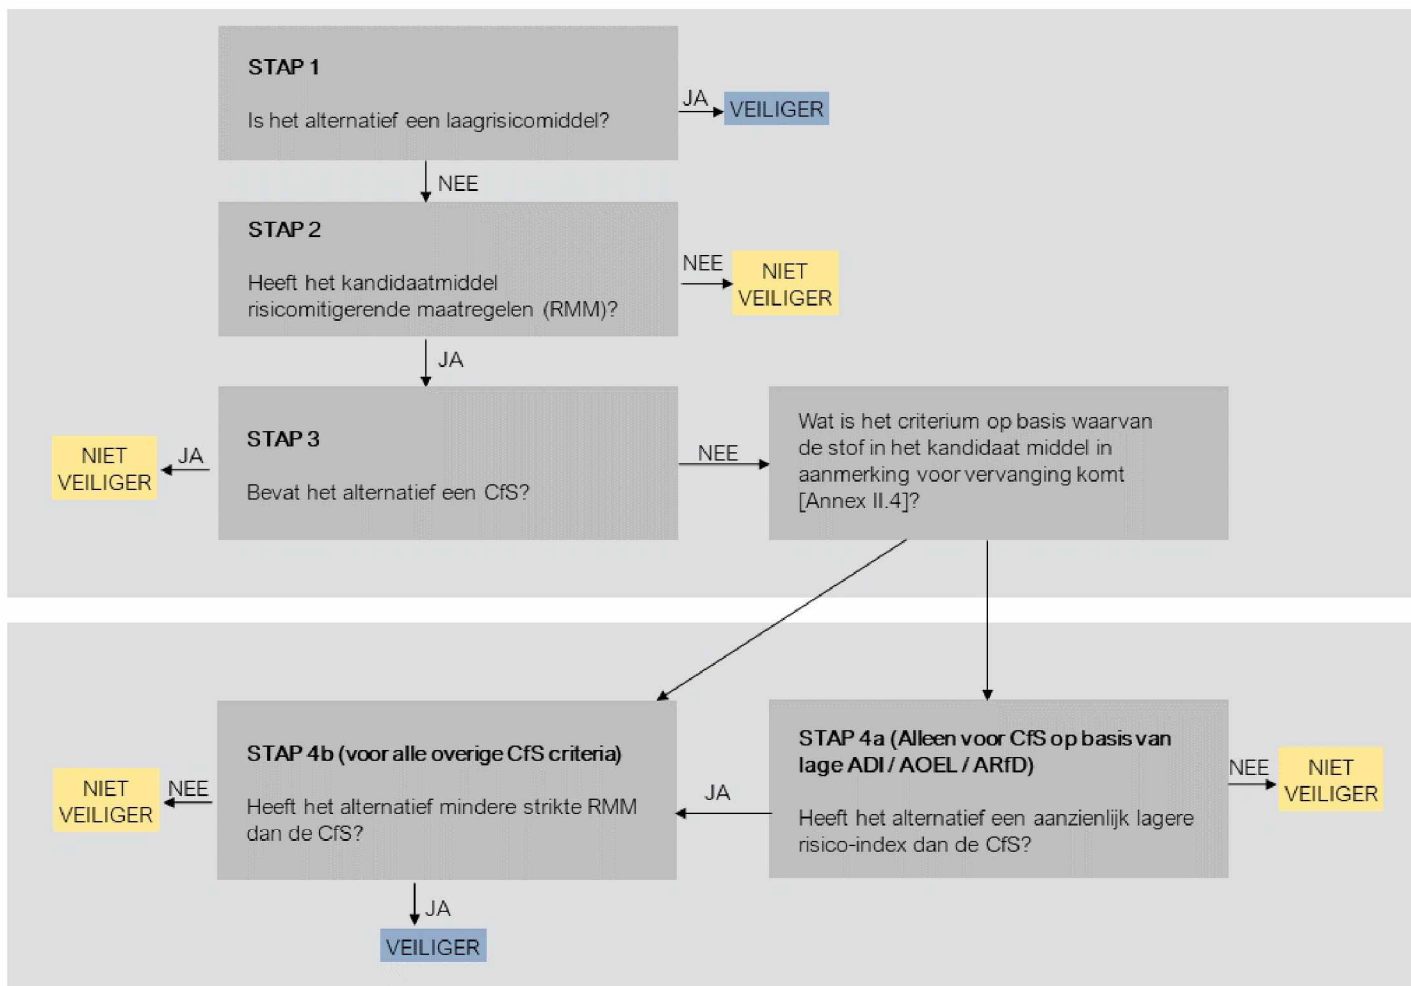 STAP 1
Is het alternatief een laagrisicomiddel?
JA
VEILIGER
NEE
STAP 2
Heeft het kandidaatmiddel
risicomitigerende maatregelen (RMM)?
NEE
NIET
VEILIGER
JA
STAP 3
Bevat het alternatief een CfS?
JA
NIET
VEILIGER
NEE
Wat is het criterium op basis waarvan
de stof in het kandidaat middel in
aanmerking voor vervanging komt
[Annex II.4]?
STAP 4a (Alleen voor CfS op basis van
lage ADI / AOEL / ARfD)
Heeft het alternatief een aanzienlijk lagere
risico-index dan de CfS?
NEE
NIET
VEILIGER
JA
STAP 4b (voor alle overige CfS criteria)
Heeft het alternatief mindere strikte RMM
dan de CfS?
NEE
NIET
VEILIGER
JA
VEILIGER